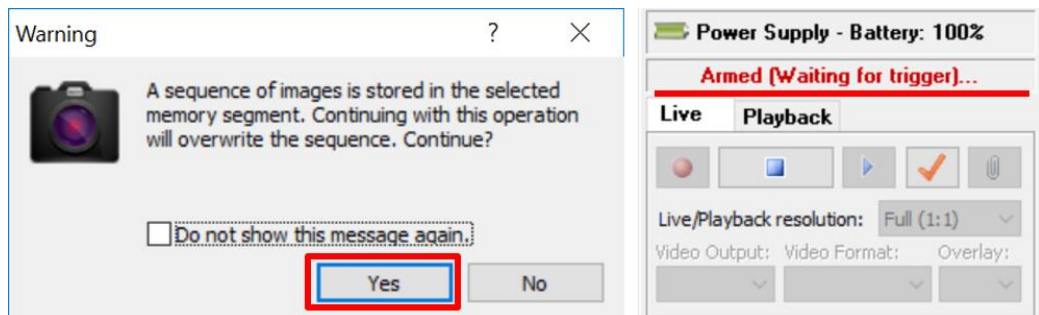 Warning
?
A sequence of images is stored in the selected
memory segment. Continuing with this operation
will overwrite the sequence. Continue?
Do not show this message again.
Yes
No
Power Supply - Battery: 100%
Armed (Waiting for trigger)...
Live
Playback
Live/Playback resolution: Full (1:1)
Video Output: Video Format: Overlay: